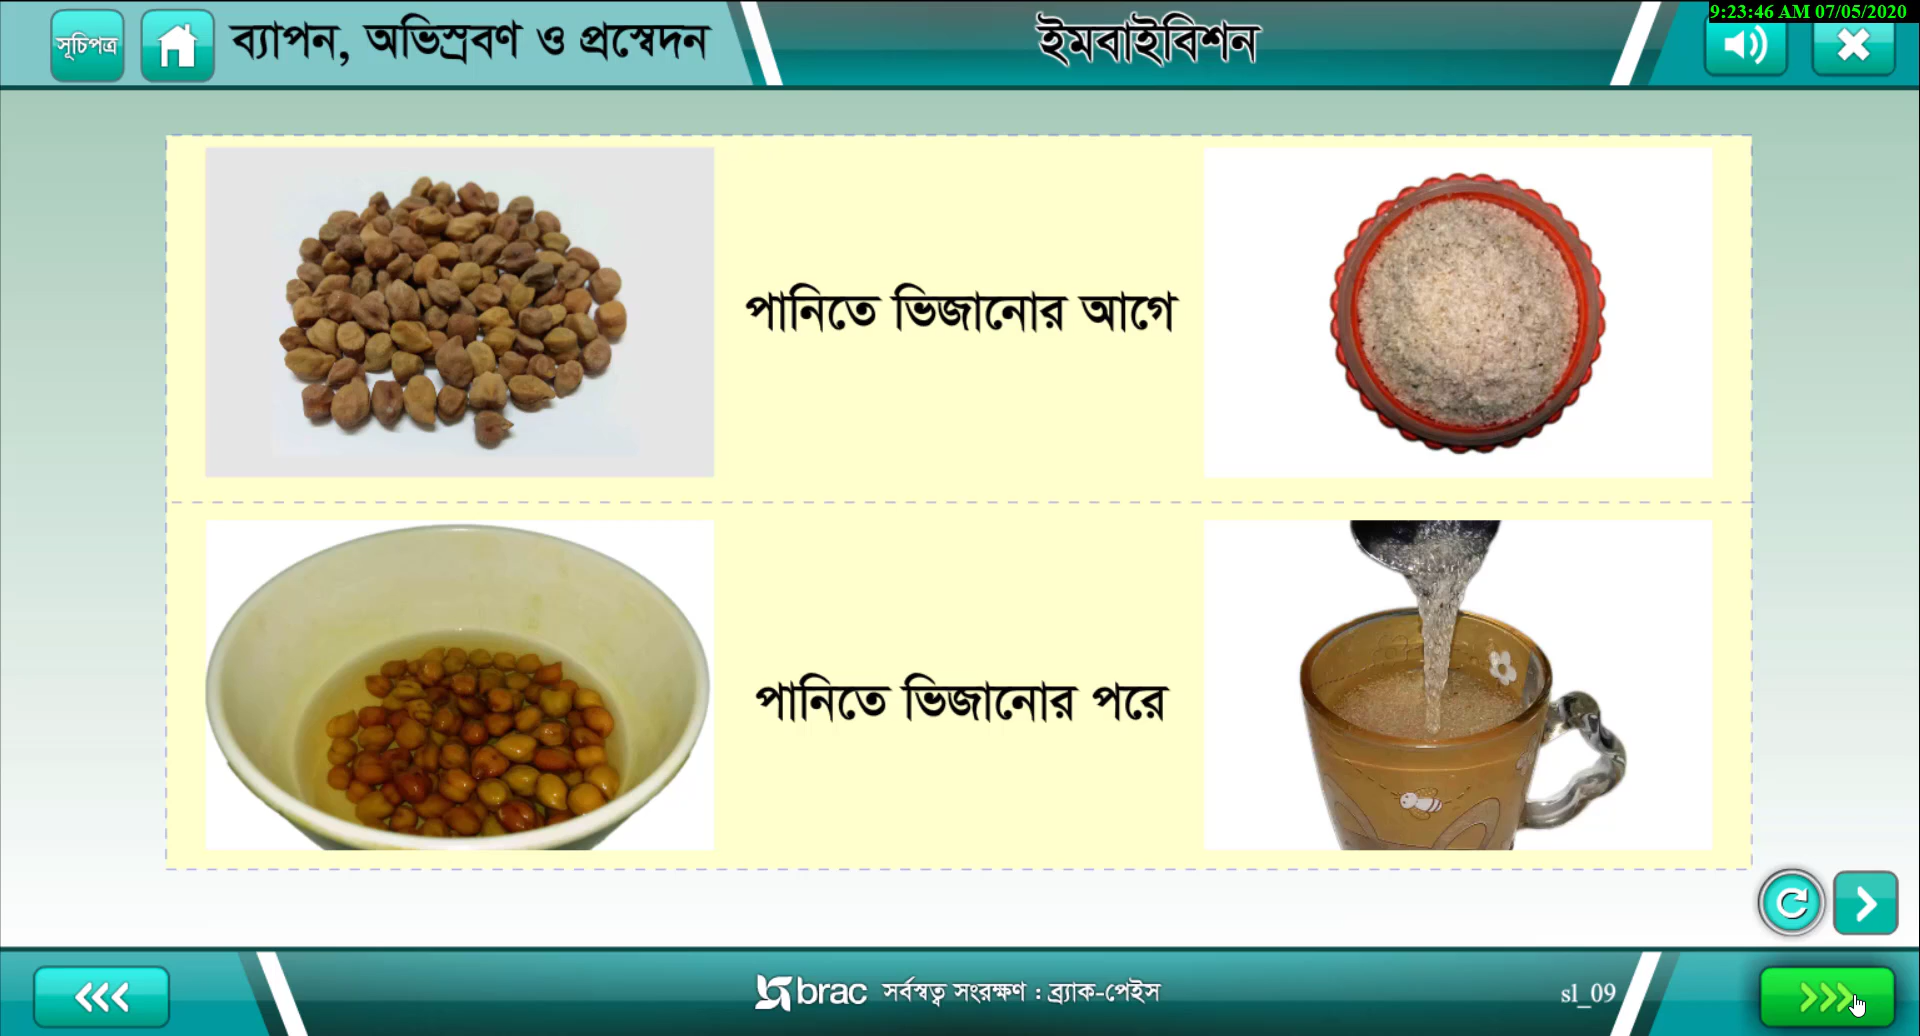 9:23:46 AM 07/05/2020
সূচিপত্র
ব্যাপন, অভিস্রবণ ও প্রস্বেদন
ইমবাইবিশন
পানিতে ভিজানোর আগে
পানিতে ভিজানোর পরে
brac সর্বস্বত্ব সংরক্ষণ : ব্র্যাক-পেইস
sl_09